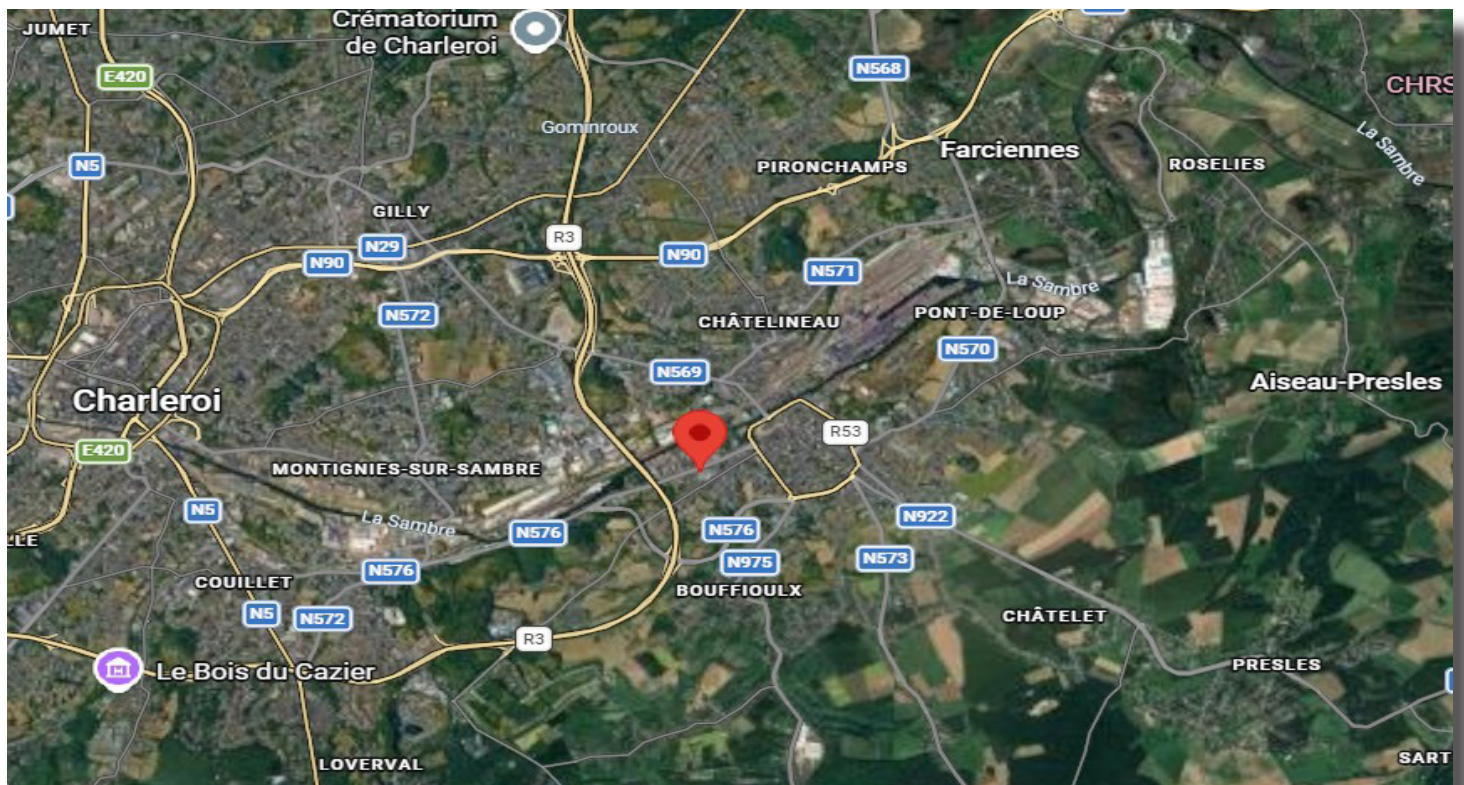 JUMET
Crématorium
de Charleroi
E420
N568
CHRS
Gominroux
La Sambre
N5
PIRONCHAMPS
Farciennes
ROSELIES
GILLY
R3
N29
N90
N90
N571
La Sambre
N572
CHÂTELINEAU
PONT-DE-LOUP
N570
N569
Charleroi
Aiseau-Presles
R53
E420
MONTIGNIES-SUR-SAMBRE
N5
La Sambre
N576
N576
N922
LLE
N975
N573
COUILLET
N576
BOUFFIOULX
N5
N572
CHÂTELET
R3
PRESLES
Le Bois du Cazier
LOVERVAL
SART